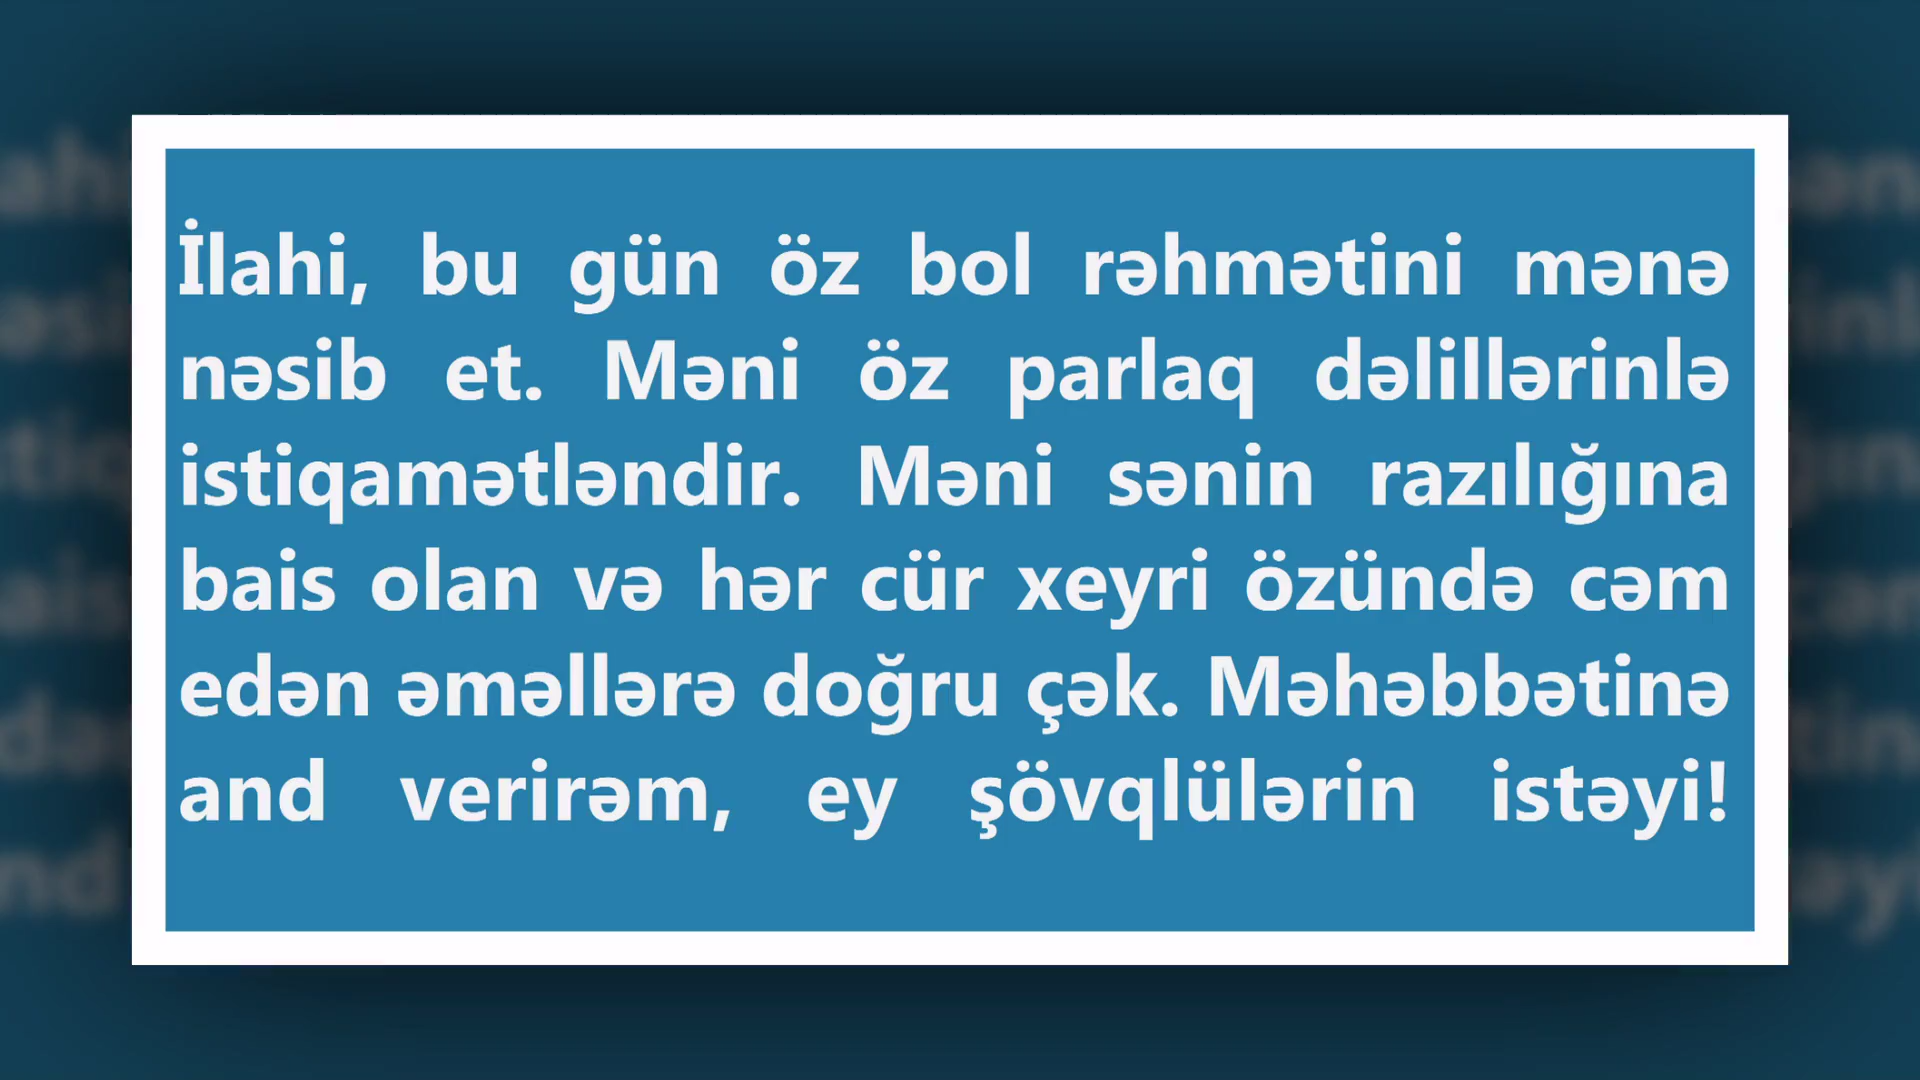 İlahi, bu gün öz bol rəhmətini mənə
nəsib et. Məni öz parlaq dəlillərinlə
istiqamətləndir. Məni sənin razılığına
bais olan və hər cür xeyri özündə cəm
edən əməllərə doğru çək. Məhəbbətinə
and verirəm, ey şövqlülərin istəyi!